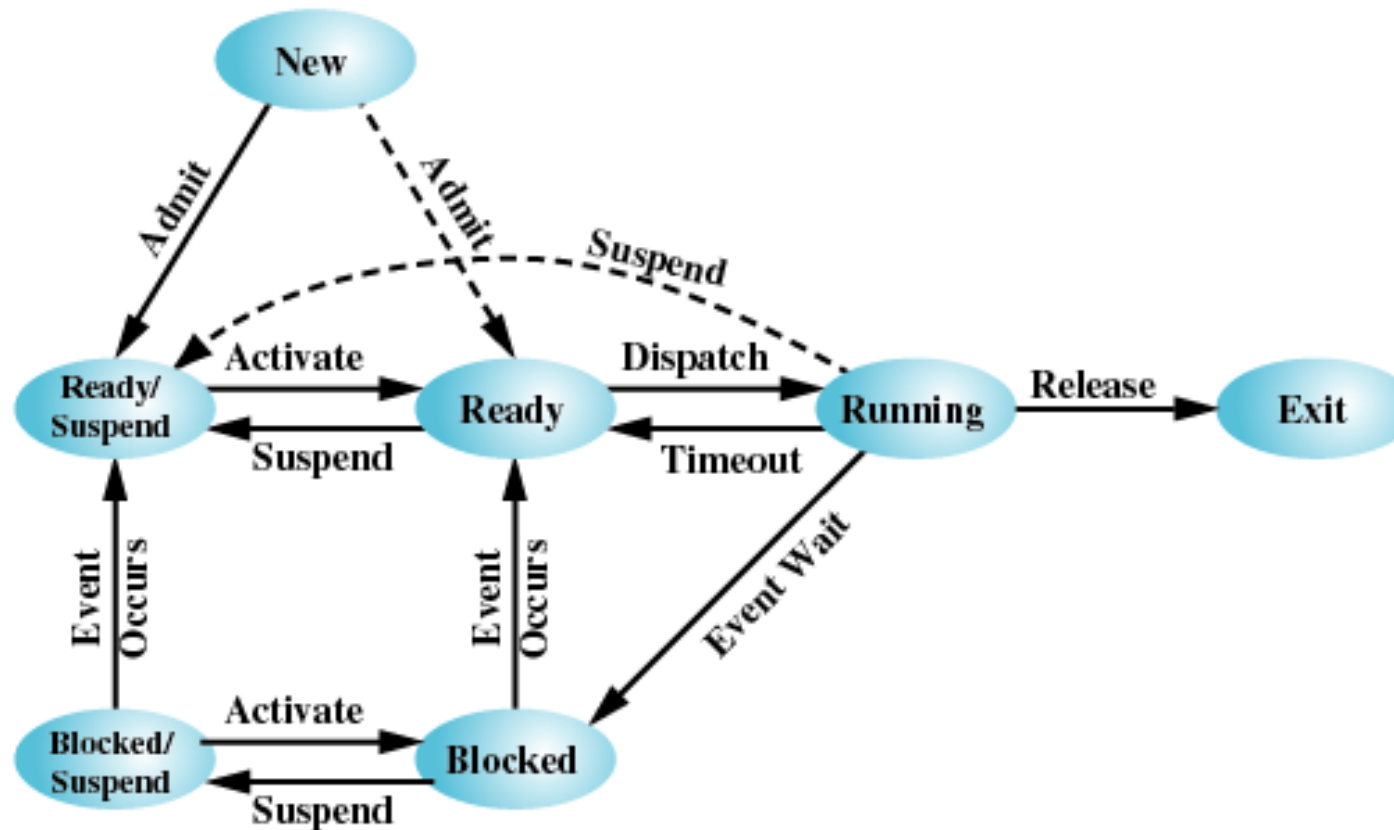 New
Admit
Admit
Suspend
Activate
Dispatch
Ready/
Suspend
Ready
Running
Release
Exit
Suspend
Timeout
Event
Occurs
Event
Occurs
Event Wait
Activate
Blocked/
Suspend
Blocked
Suspend